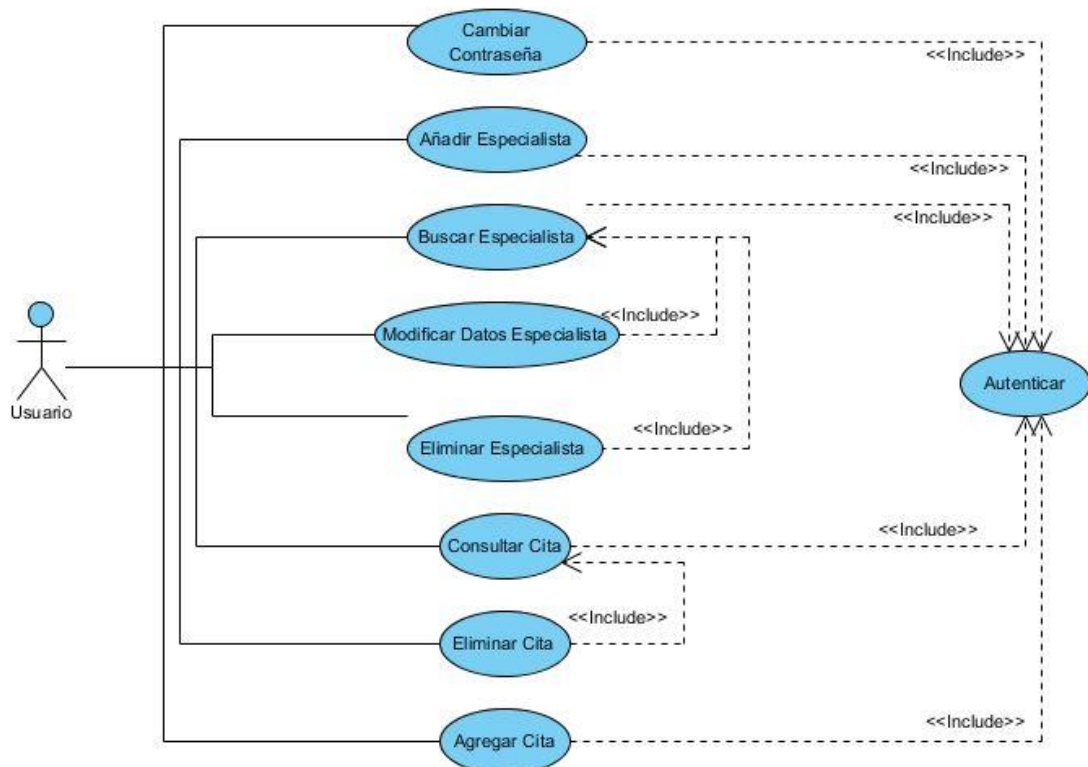 Cambiar
Contraseña
<<Include>>
Añadir Especialista
<<Include>>
Buscar Especialista
<<Include>>
Modificar Datos Especialista
<<Include>>
Usuario
Autenticar
Eliminar Especialista
<<Include>>
Consultar Cita
<<Include>>
Eliminar Cita
<<Include>>
Agregar Cita
<<Include>>